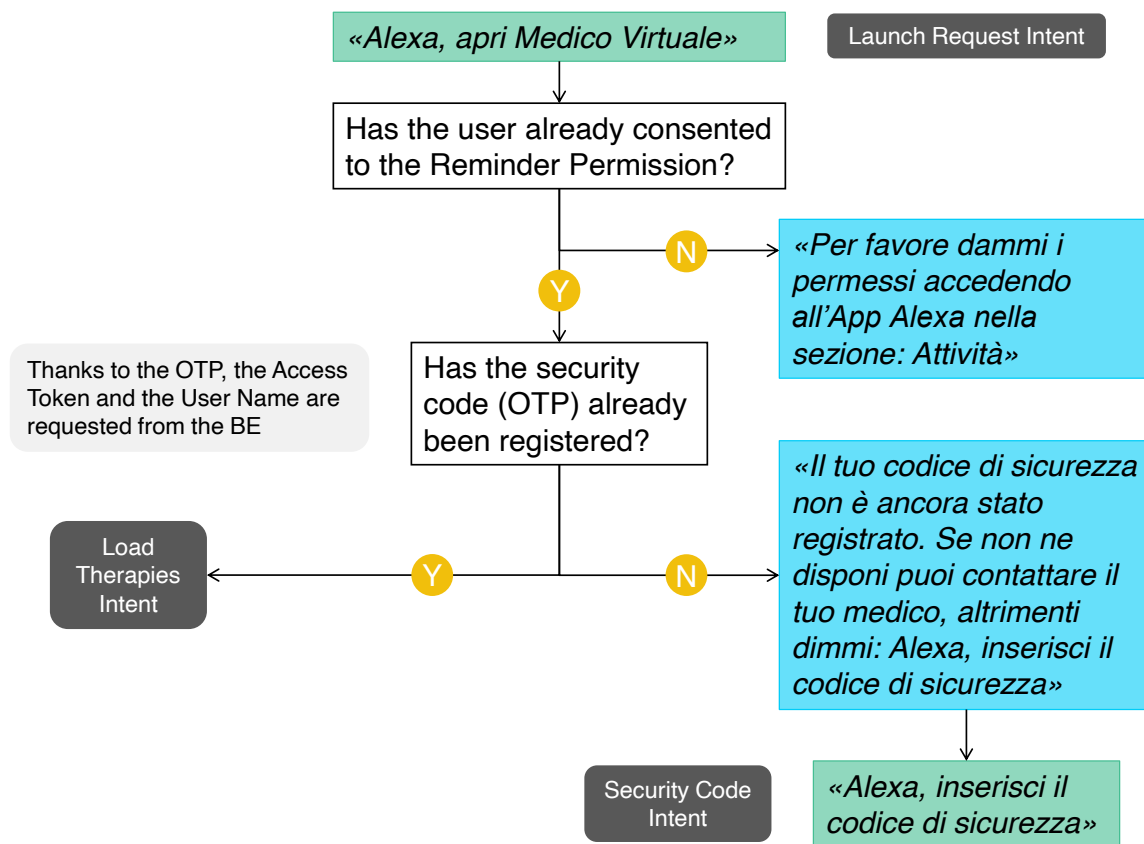 «Alexa, apri Medico Virtuale»
Launch Request Intent
Has the user already consented
to the Reminder Permission?
N
«Per favore dammi i
permessi accedendo
all'App Alexa nella
sezione: Attività»
Y
Thanks to the OTP, the Access
Token and the User Name are
requested from the BE
Has the security
code (OTP) already
been registered?
«Il tuo codice di sicurezza
non è ancora stato
registrato. Se non ne
disponi puoi contattare il
tuo medico, altrimenti
dimmi: Alexa, inserisci il
codice di sicurezza»
Load
Therapies
Intent
Y
N
Security Code
Intent
«Alexa, inserisci il
codice di sicurezza»